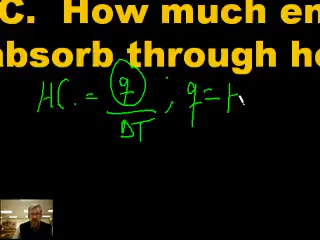 C. How much en
absorb through he
HC. = q/ΔT ; q =